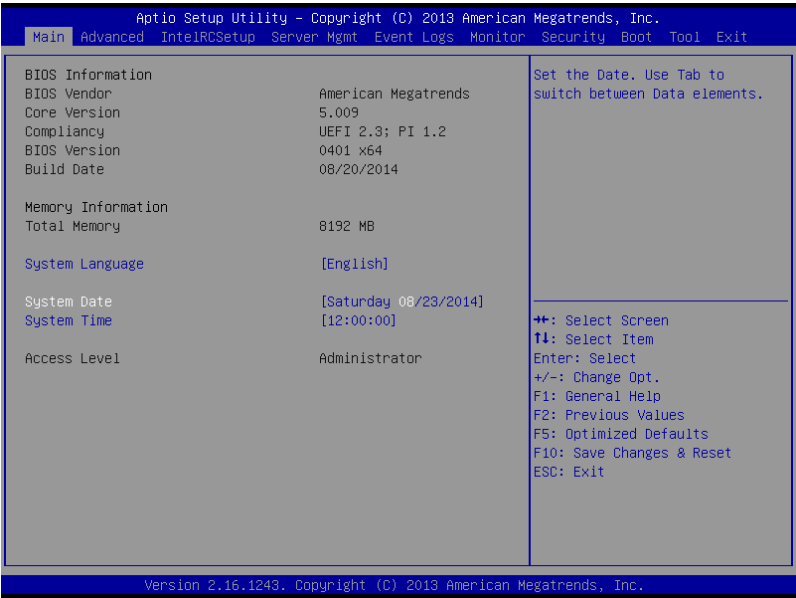 Aptio Setup Utility – Copyright (C) 2013 American Megatrends, Inc.
Main Advanced IntelRCSetup Server Mgmt Event Logs Monitor Security Boot Tool Exit
BIOS Information
BIOS Vendor American Megatrends
Core Version 5.009
Compliancy UEFI 2.3; PI 1.2
BIOS Version 0401 x64
Build Date 08/20/2014
Memory Information
Total Memory 8192 MB
System Language [English]
System Date [Saturday 08/23/2014]
System Time [12:00:00]
Access Level Administrator
Set the Date. Use Tab to
switch between Data elements.
→←: Select Screen
↑↓: Select Item
Enter: Select
+/-: Change Opt.
F1: General Help
F2: Previous Values
F5: Optimized Defaults
F10: Save Changes & Reset
ESC: Exit
Version 2.16.1243. Copyright (C) 2013 American Megatrends, Inc.